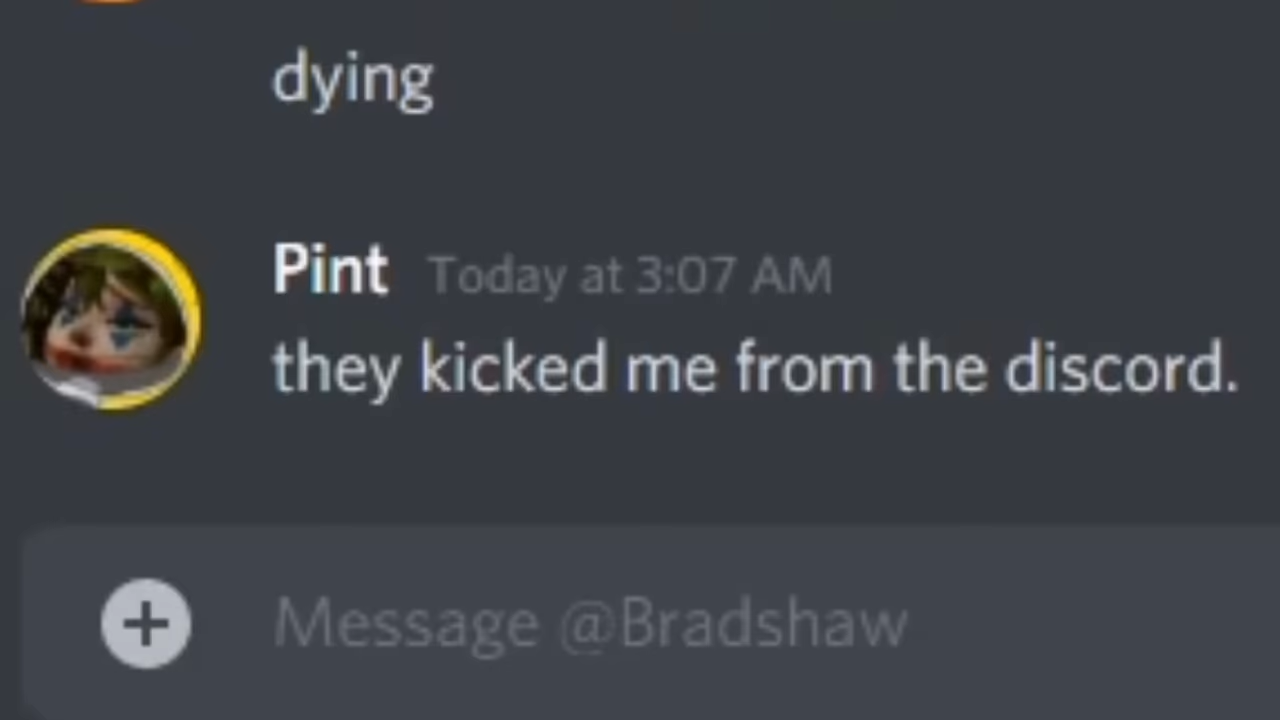 dying
Pint Today at 3:07 AM
they kicked me from the discord.
Message @Bradshaw